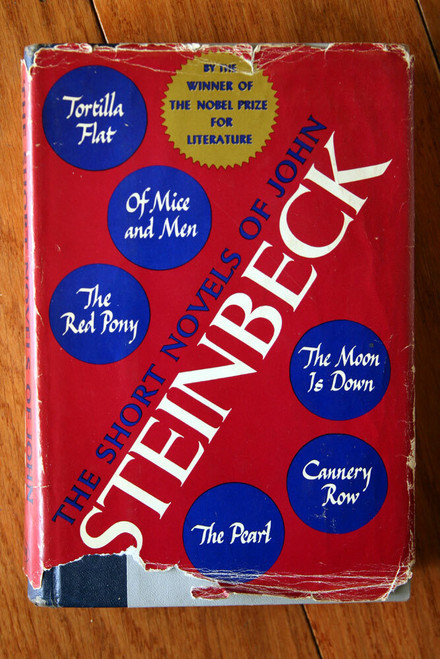 BY THE
WINNER OF
THE NOBEL PRIZE
FOR
LITERATURE
Tortilla
Flat
Of Mice
and Men
The
Red Pony
THE SHORT NOVELS OF JOHN
STEINBECK
The Moon
Is Down
Cannery
Row
The Pearl